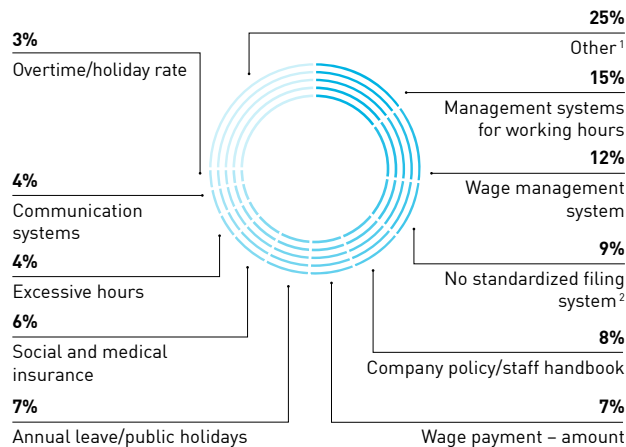 25%
Other 1
15%
Management systems
for working hours
12%
Wage management
system
9%
No standardized filing
system 2
8%
Company policy/staff handbook
7%
Wage payment – amount
3%
Overtime/holiday rate
4%
Communication
systems
4%
Excessive hours
6%
Social and medical
insurance
7%
Annual leave/public holidays